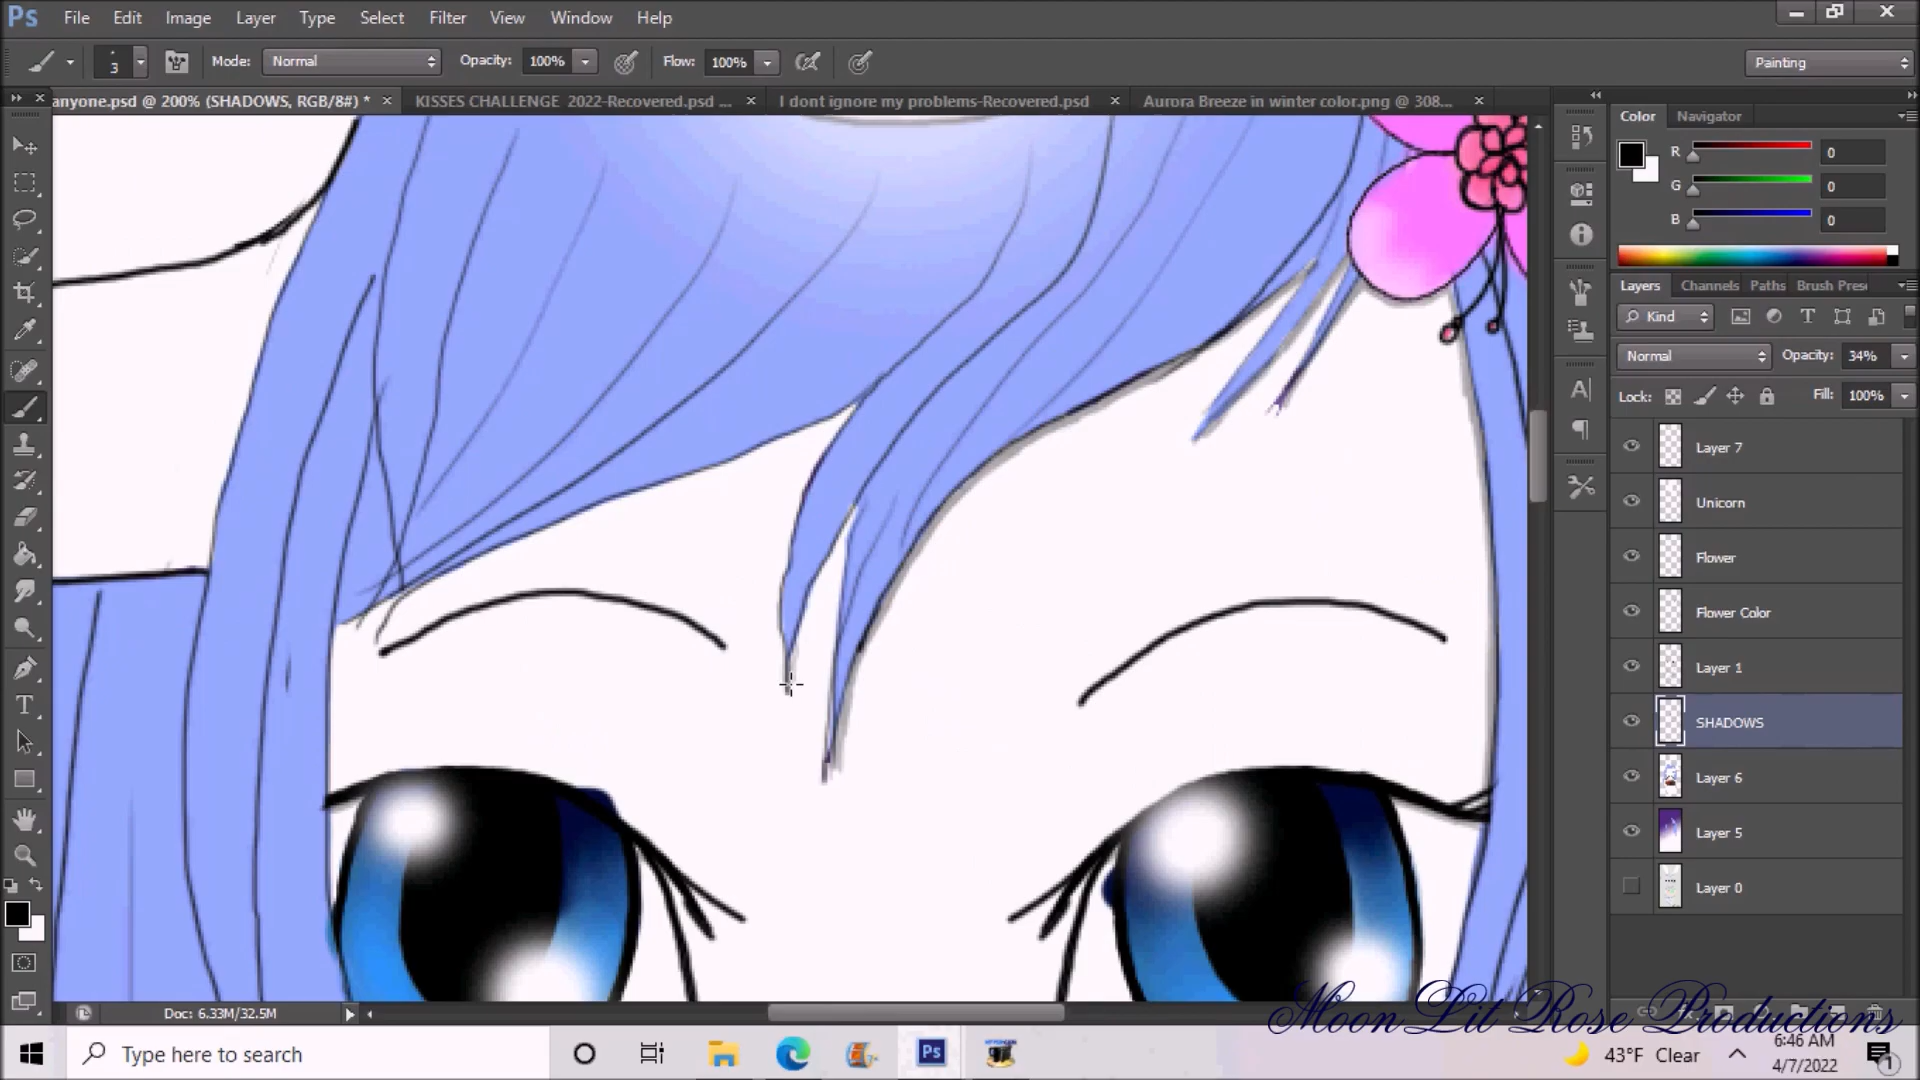 Ps File Edit Image Layer Type Select Filter View Window Help
3 Mode: Normal Opacity: 100% Flow: 100% Painting
anyone.psd @ 200% (SHADOWS, RGB/8#) * × KISSES CHALLENGE 2022-Recovered.psd ... × I dont ignore my problems-Recovered.psd × Aurora Breeze in winter color.png @ 308... ×
Color Navigator
R 0
G 0
B 0
Layers Channels Paths Brush Pres
Kind
Normal Opacity: 34%
Lock: Fill: 100%
Layer 7
Unicorn
Flower
Flower Color
Layer 1
SHADOWS
Layer 6
Layer 5
Layer 0
Doc: 6.33M/32.5M
MoonLit Rose Productions
Type here to search
Ps
43°F Clear
6:46 AM
4/7/2022
1